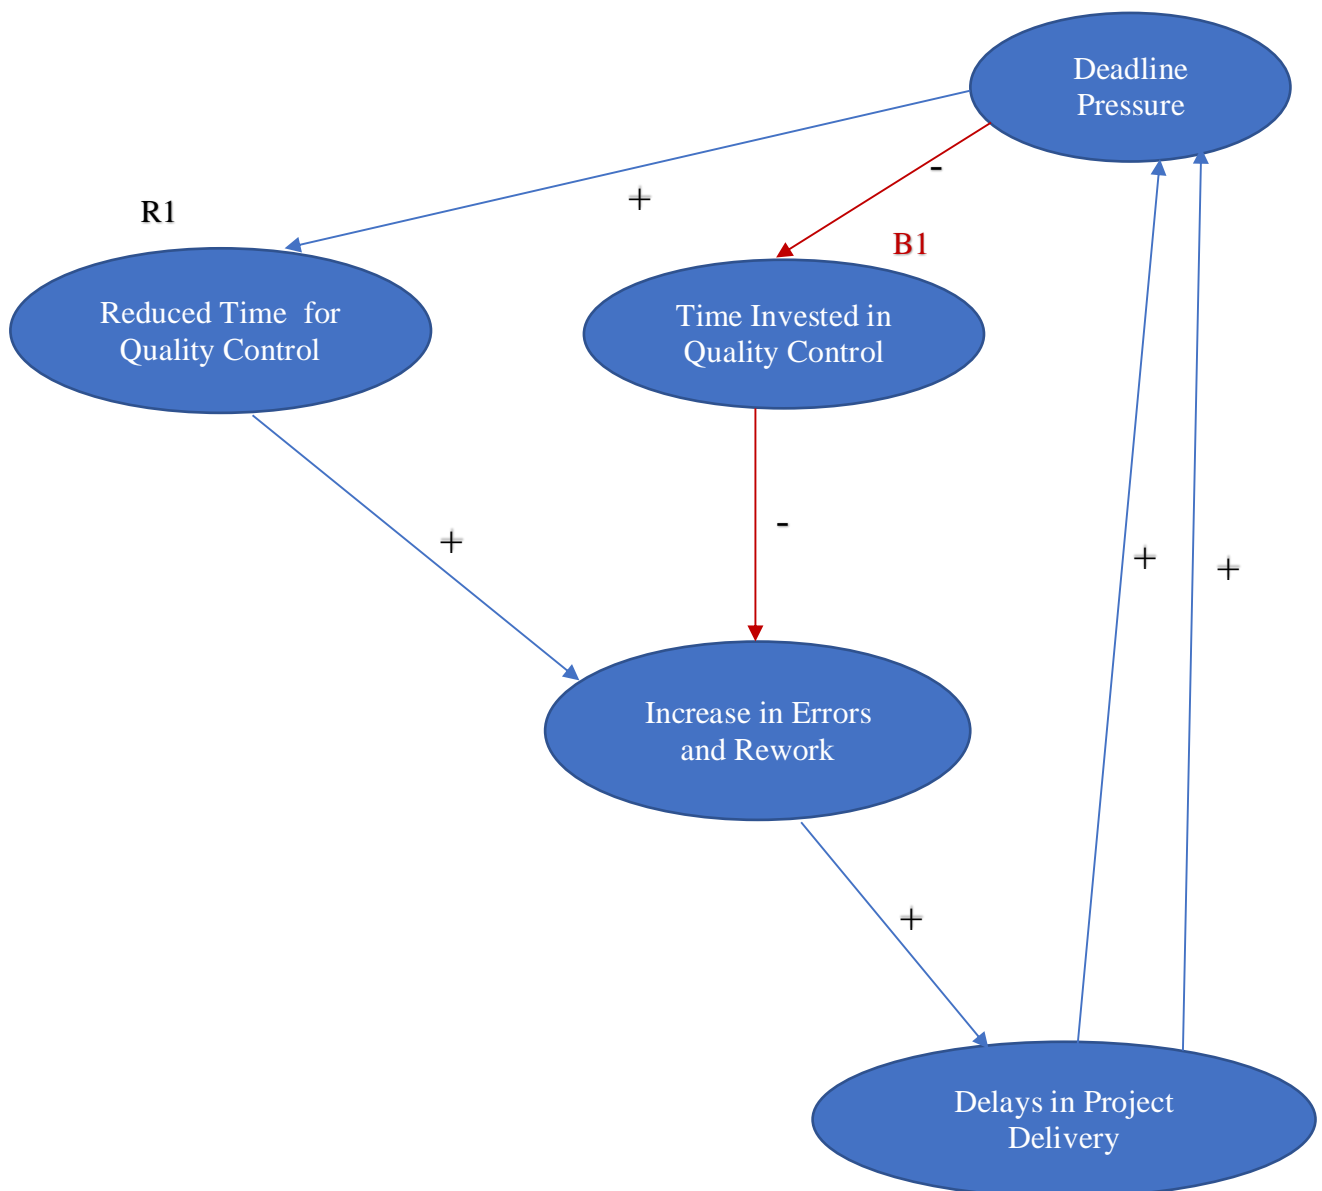 Deadline
Pressure
-
+
R1
B1
Reduced Time  for
Quality Control
Time Invested in
Quality Control
-
+
+
+
Increase in Errors
and Rework
+
Delays in Project
Delivery